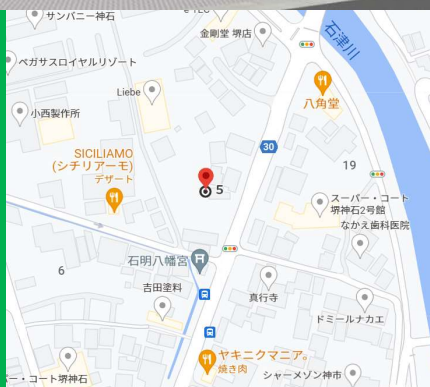 サンパニー神石
金剛堂 堺店
石津川
ペガサスロイヤルリゾート
Liebe
八角堂
小西製作所
30
SICILIAMO
(シチリアーモ)
デザート
19
5
スーパー・コート
堺神石2号館
なかえ歯科医院
石明八幡宮
6
吉田塗料
真行寺
ドミールナカエ
ヤキニクマニア。
焼き肉
ー・コート堺神石
シャーメゾン神市